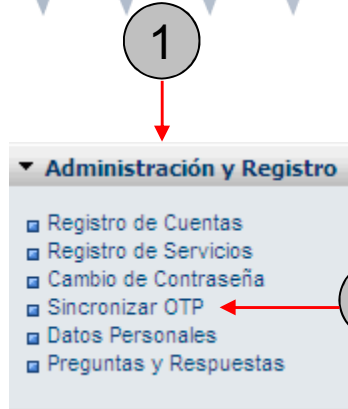 1
Administración y Registro
Registro de Cuentas
Registro de Servicios
Cambio de Contraseña
Sincronizar OTP
Datos Personales
Preguntas y Respuestas